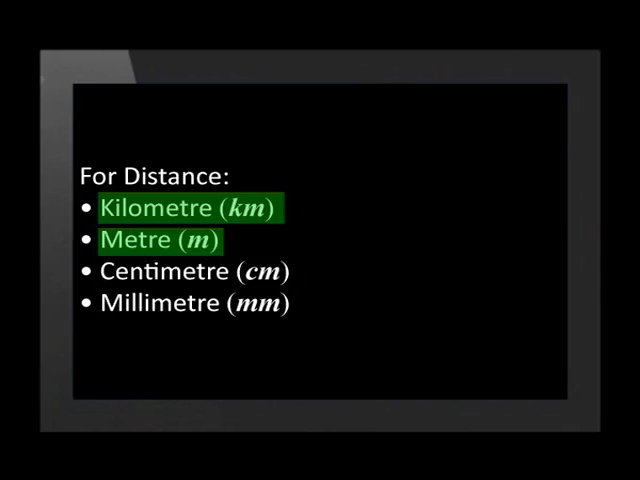 For Distance:
• Kilometre (km)
• Metre (m)
• Centimetre (cm)
• Millimetre (mm)